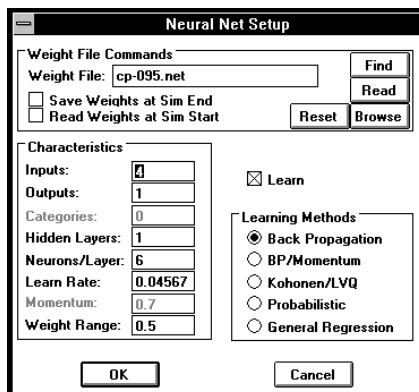 Neural Net Setup
Weight File Commands
Weight File: cp-095.net
Find
Read
Save Weights at Sim End
Read Weights at Sim Start
Reset Browse
Characteristics
Inputs: 4
Outputs: 1
Categories: 0
Hidden Layers: 1
Neurons/Layer: 6
Learn Rate: 0.04567
Momentum: 0.7
Weight Range: 0.5
Learn
Learning Methods
Back Propagation
BP/Momentum
Kohonen/LVQ
Probabilistic
General Regression
OK
Cancel